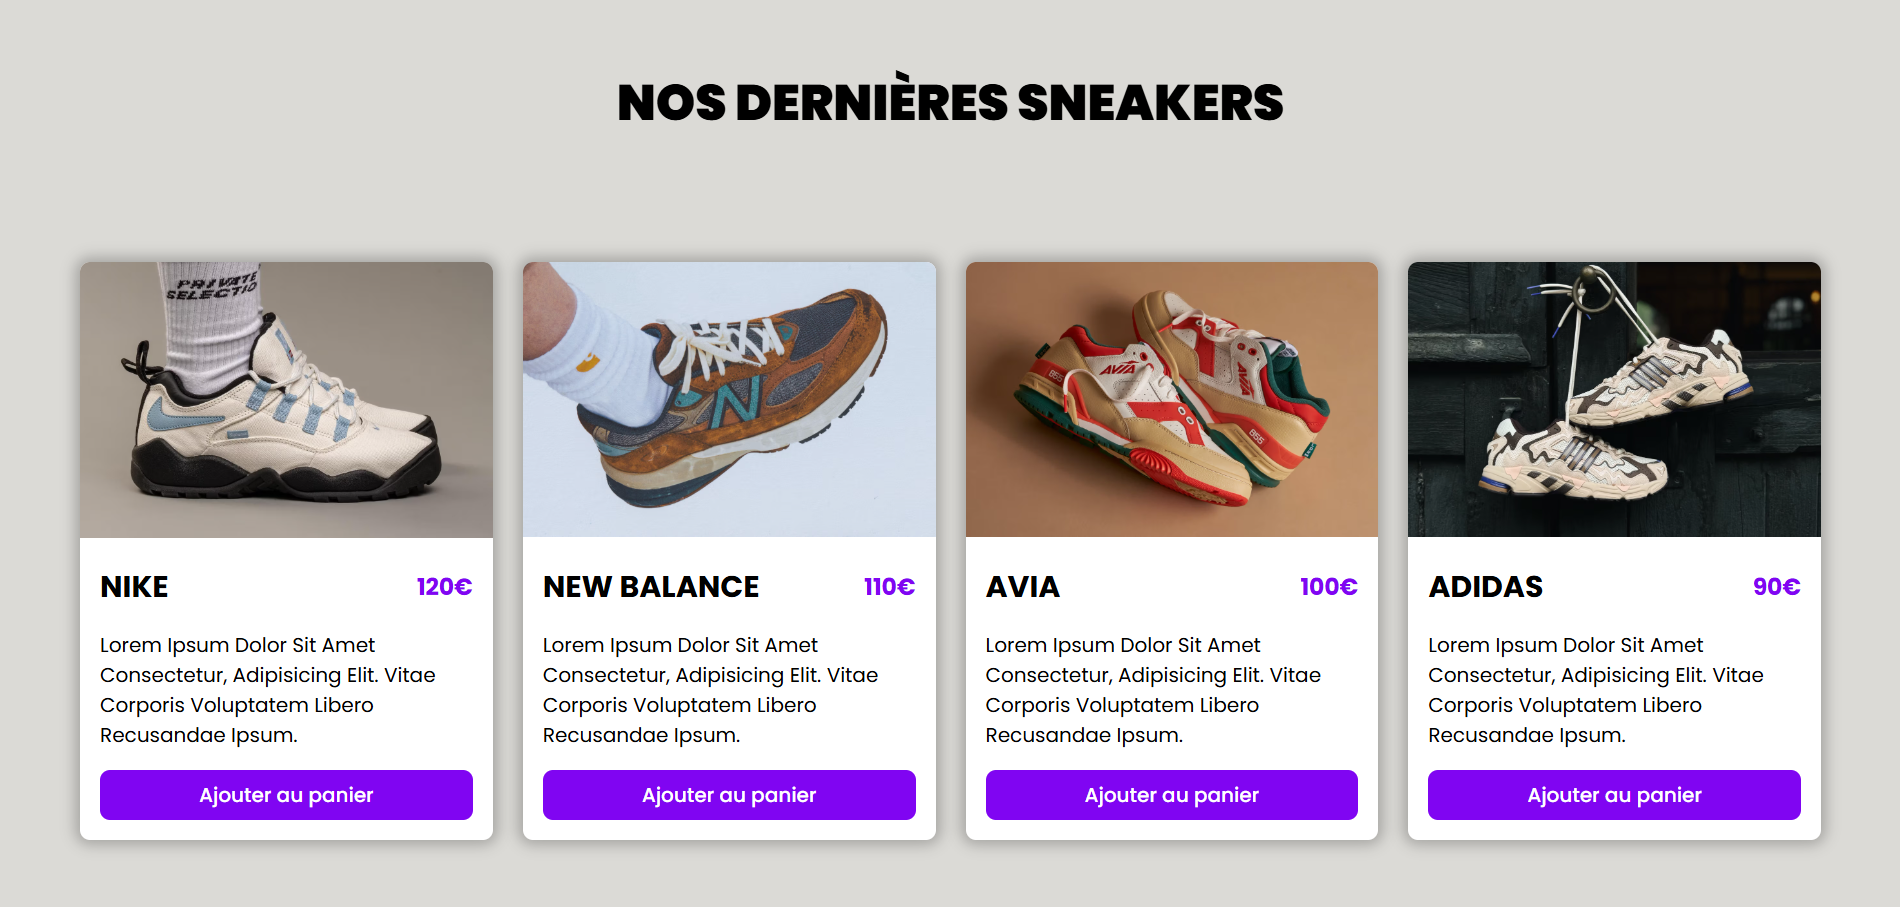 NOS DERNIÈRES SNEAKERS
PRIVATE
SELECTIO
AVIA
855
AVIA
855
NIKE 120€
Lorem Ipsum Dolor Sit Amet
Consectetur, Adipisicing Elit. Vitae
Corporis Voluptatem Libero
Recusandae Ipsum.
Ajouter au panier
NEW BALANCE 110€
Lorem Ipsum Dolor Sit Amet
Consectetur, Adipisicing Elit. Vitae
Corporis Voluptatem Libero
Recusandae Ipsum.
Ajouter au panier
AVIA 100€
Lorem Ipsum Dolor Sit Amet
Consectetur, Adipisicing Elit. Vitae
Corporis Voluptatem Libero
Recusandae Ipsum.
Ajouter au panier
ADIDAS 90€
Lorem Ipsum Dolor Sit Amet
Consectetur, Adipisicing Elit. Vitae
Corporis Voluptatem Libero
Recusandae Ipsum.
Ajouter au panier